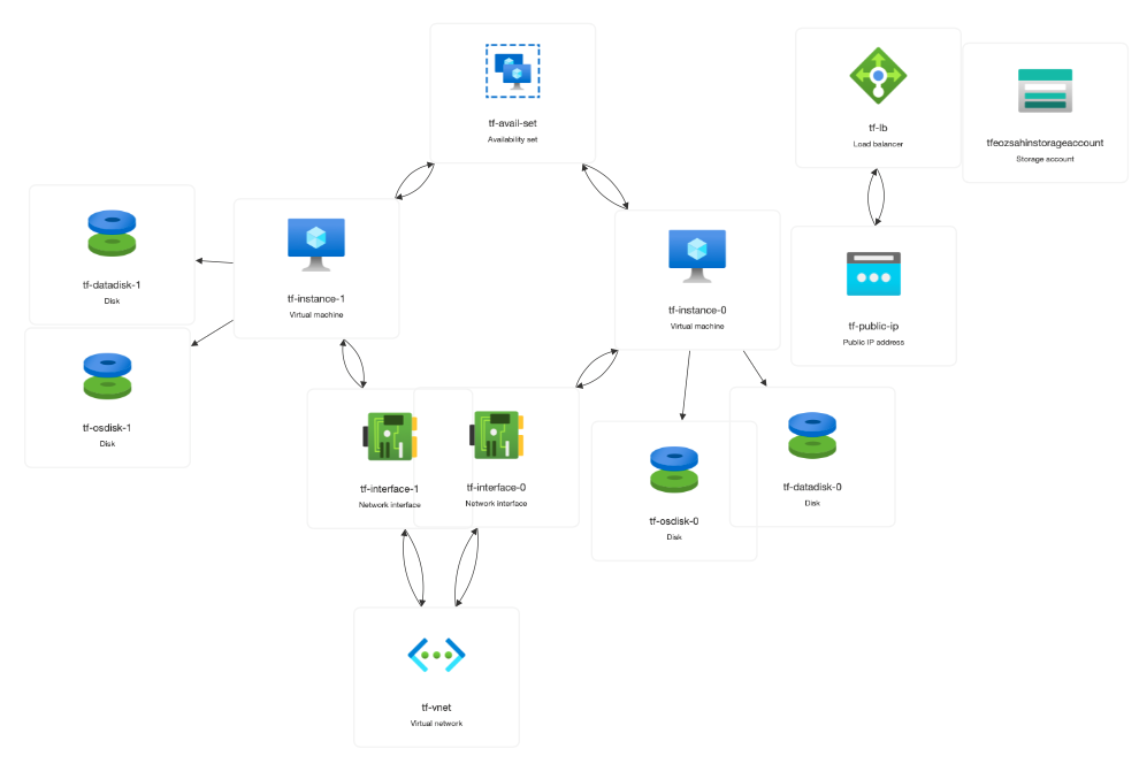 tf-avail-set
Availability set
tf-lb
Load balancer
tfeozsahinstorageaccount
Storage account
tf-datadisk-1
Disk
tf-instance-1
Virtual machine
tf-instance-0
Virtual machine
tf-public-ip
Public IP address
tf-osdisk-1
Disk
tf-interface-1
Network interface
tf-interface-0
Network interface
tf-osdisk-0
Disk
tf-datadisk-0
Disk
tf-vnet
Virtual network